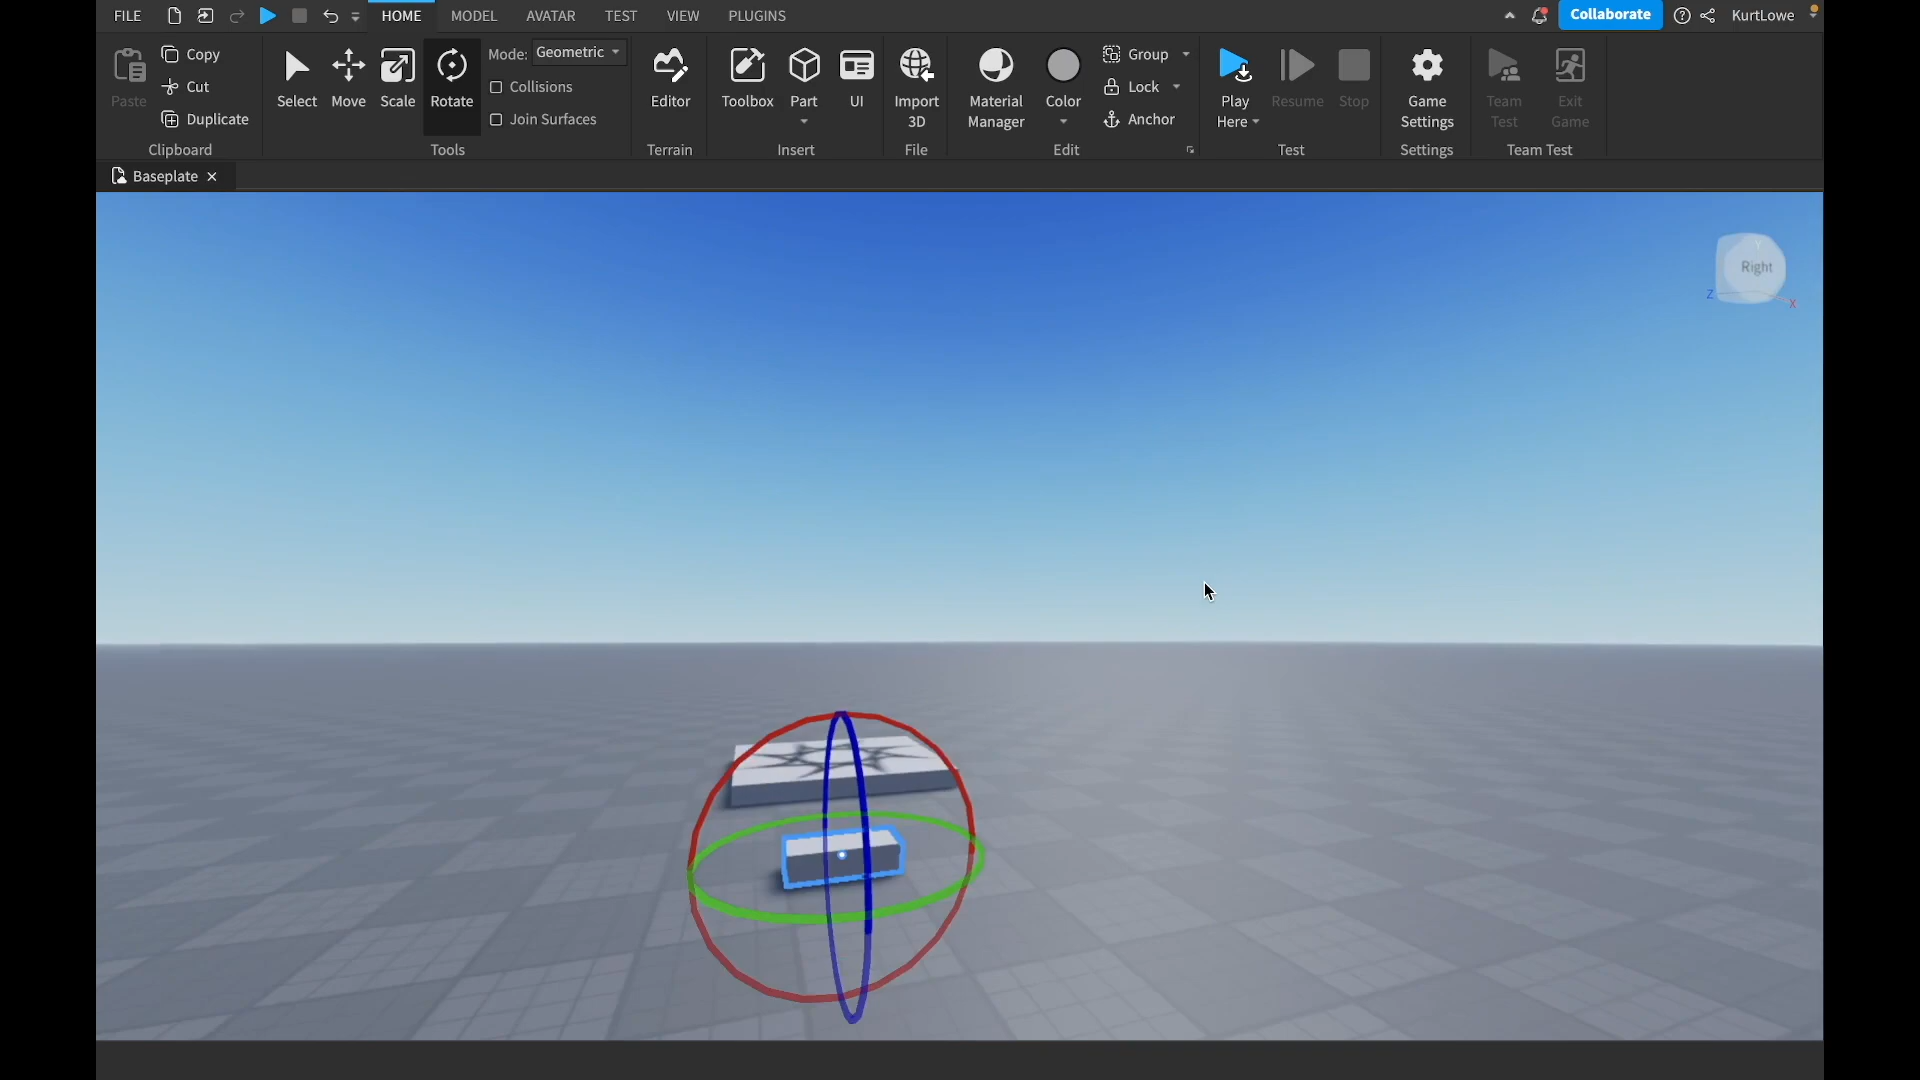 FILE
HOME
MODEL
AVATAR
TEST
VIEW
PLUGINS
Collaborate
KurtLowe
Paste
Copy
Cut
Duplicate
Clipboard
Select
Move
Scale
Rotate
Mode:
Geometric
Collisions
Join Surfaces
Tools
Editor
Terrain
Toolbox
Part
UI
Insert
Import
3D
File
Material
Manager
Color
Group
Lock
Anchor
Edit
Play
Here
Resume
Stop
Test
Game
Settings
Settings
Team
Test
Exit
Game
Team Test
Baseplate
Y
Right
Z
X